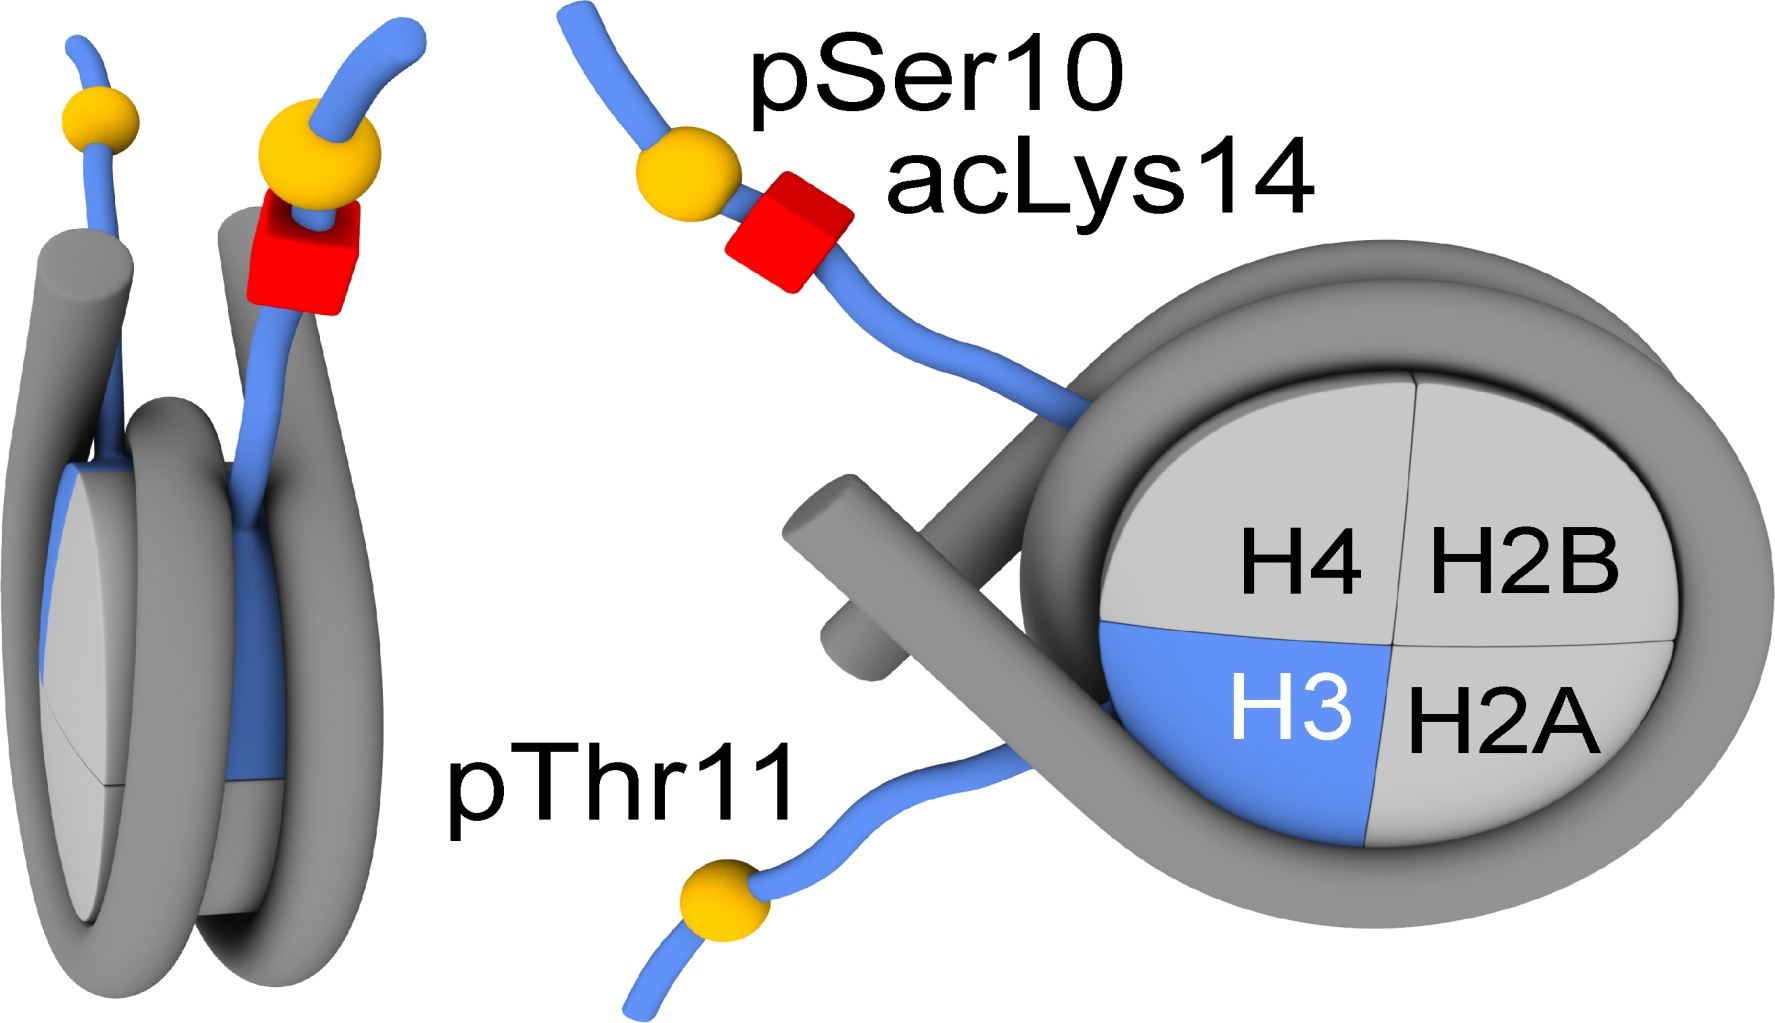 pSer10
acLys14
H4 H2B
H3 H2A
pThr11